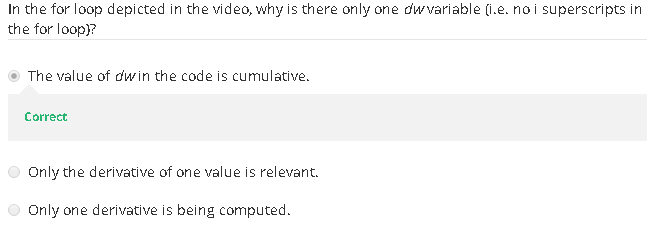 In the for loop depicted in the video, why is there only one dw variable (i.e. no i superscripts in
the for loop)?
The value of dw in the code is cumulative.
Correct
Only the derivative of one value is relevant.
Only one derivative is being computed.